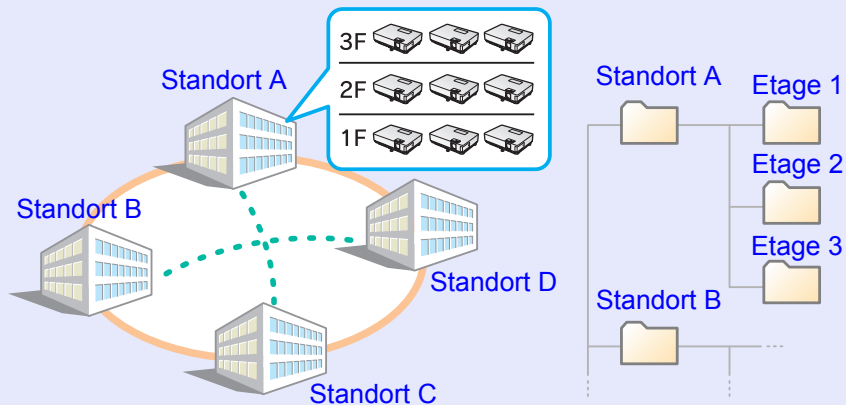 Standort A
3F
2F
1F
Standort B
Standort D
Standort C
Standort A
Etage 1
Etage 2
Etage 3
Standort B